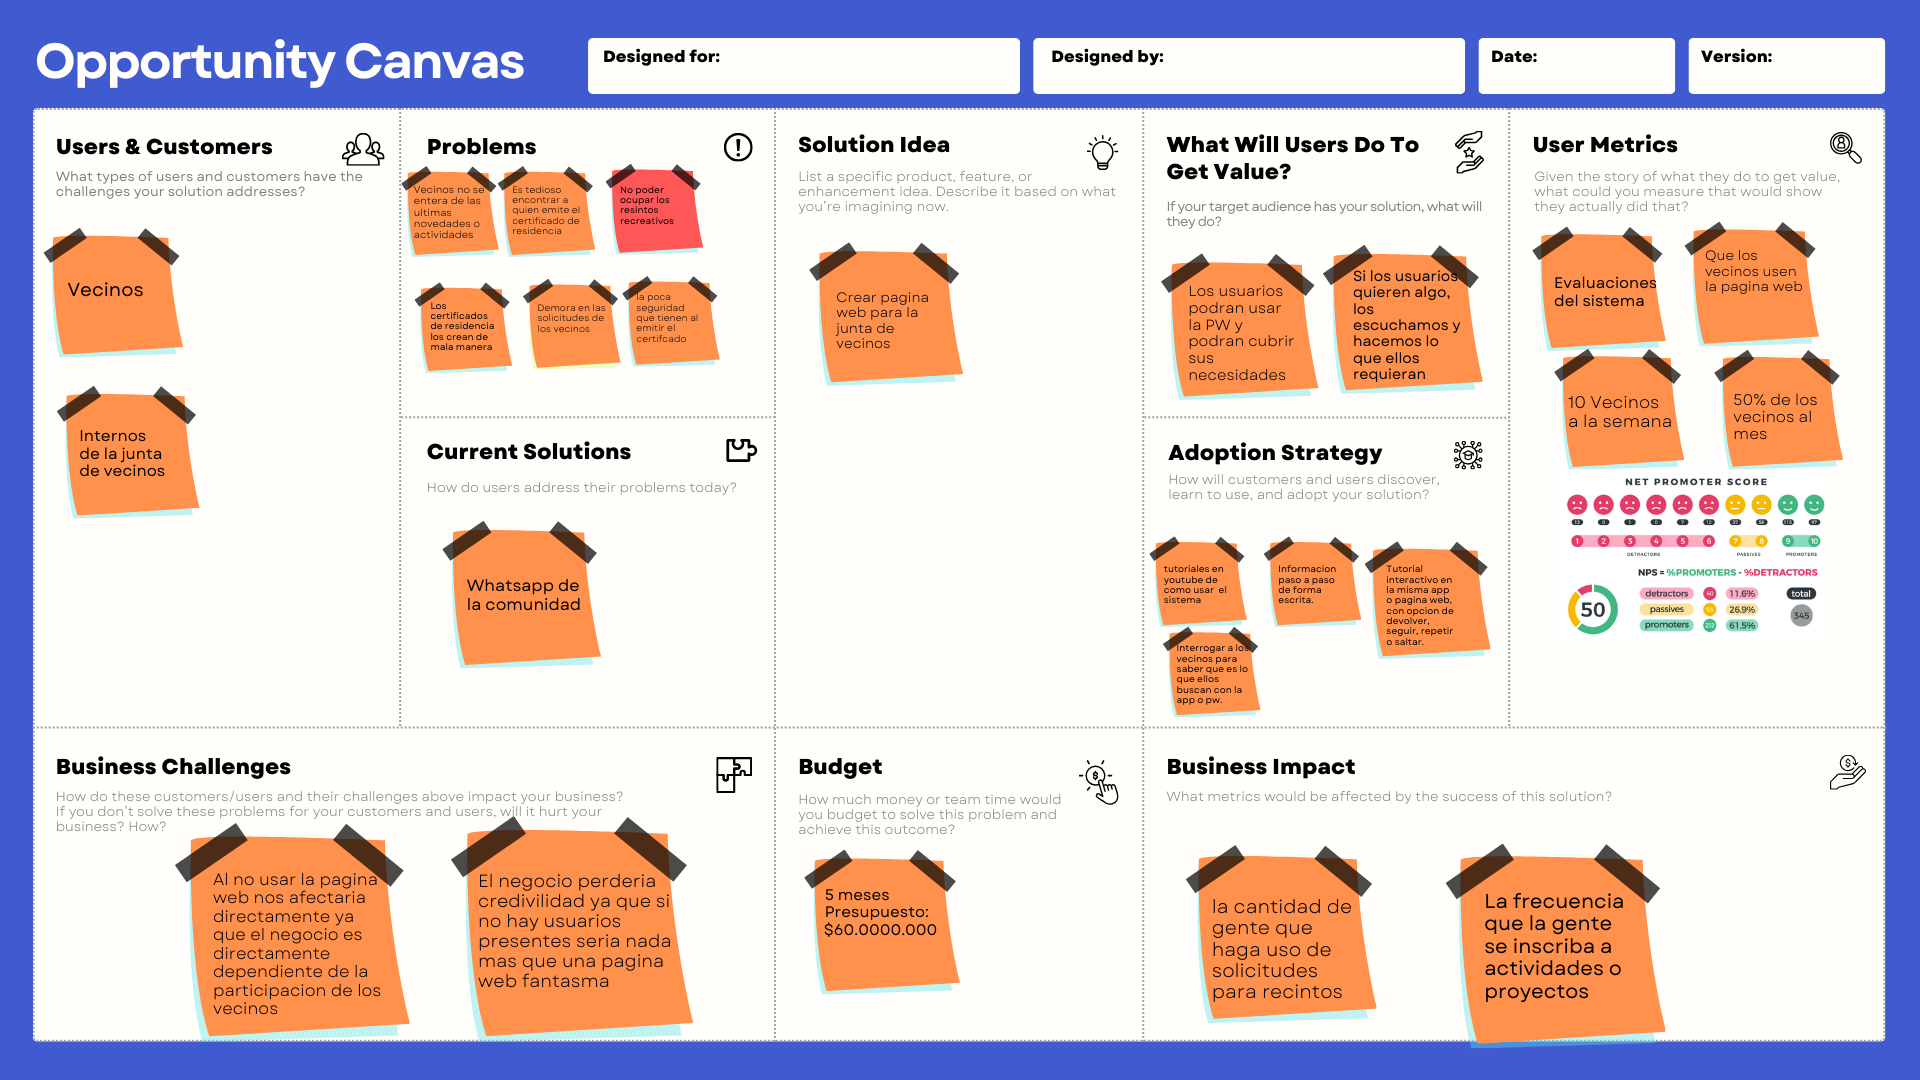 Opportunity Canvas
Designed for:
Designed by:
Date:
Version:
Users & Customers
What types of users and customers have the
challenges your solution addresses?
Vecinos
Internos
de la junta
de vecinos
Problems
Vecinos no se
entera de las
ultimas
novedades o
actividades
Es tedioso
encontrar a
quien emite el
certificado de
residencia
No poder
ocupar los
resintos
recreativos
Los
certificados
de residencia
los crean de
mala manera
Demora en las
solicitudes de
los vecinos
la poca
seguridad
que tienen al
emitir el
certifcado
Current Solutions
How do users address their problems today?
Whatsapp de
la comunidad
Solution Idea
List a specific product, feature, or
enhancement idea. Describe it based on what
you're imagining now.
Crear pagina
web para la
junta de
vecinos
What Will Users Do To
Get Value?
If your target audience has your solution, what will
they do?
Los usuarios
podran usar
la PW y
podran cubrir
sus
necesidades
Si los usuarios
quieren algo,
los
escuchamos y
hacemos lo
que ellos
requieran
Adoption Strategy
How will customers and users discover,
learn to use, and adopt your solution?
tutoriales en
youtube de
como usar el
sistema
Informacion
paso a paso
de forma
escrita.
Tutorial
interactivo en
la misma app
o pagina web,
con opcion de
devolver,
seguir, repetir
o saltar.
Interrogar a los
vecinos para
saber que es lo
que ellos
buscan con la
app o pw.
User Metrics
Given the story of what they do to get value,
what could you measure that would show
they actually did that?
Evaluaciones
del sistema
Que los
vecinos usen
la pagina web
10 Vecinos
a la semana
50% de los
vecinos al
mes
NET PROMOTER SCORE
1 2 3 4 5 6 7 8 9 10
DETRACTORS PASSIVES PROMOTERS
NPS = %PROMOTERS - %DETRACTORS
50
detractors 40 11.6%
passives 93 26.9%
promoters 212 61.5%
total
345
Business Challenges
How do these customers/users and their challenges above impact your business?
If you don't solve these problems for your customers and users, will it hurt your
business? How?
Al no usar la pagina
web nos afectaria
directamente ya
que el negocio es
directamente
dependiente de la
participacion de los
vecinos
El negocio perderia
credivilidad ya que si
no hay usuarios
presentes seria nada
mas que una pagina
web fantasma
Budget
How much money or team time would
you budget to solve this problem and
achieve this outcome?
5 meses
Presupuesto:
$60.0000.000
Business Impact
What metrics would be affected by the success of this solution?
la cantidad de
gente que
haga uso de
solicitudes
para recintos
La frecuencia
que la gente
se inscriba a
actividades o
proyectos